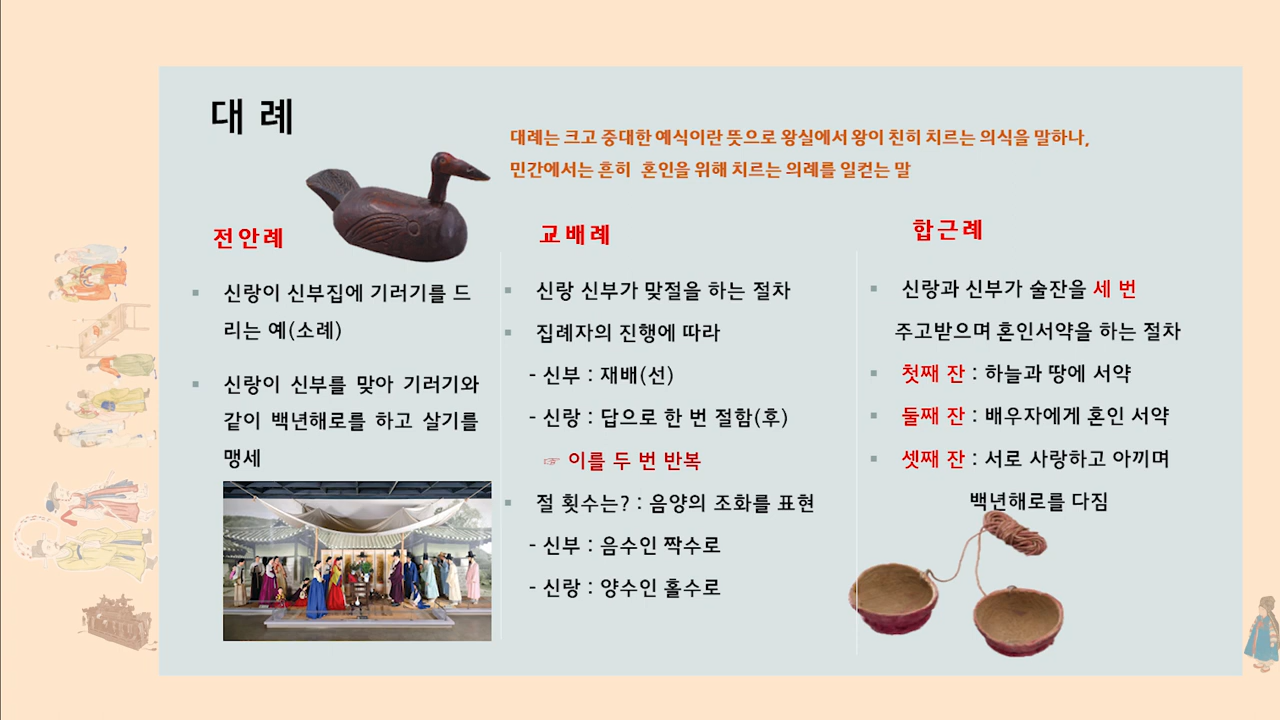 대 례
대례는 크고 중대한 예식이란 뜻으로 왕실에서 왕이 친히 치르는 의식을 말하나,
민간에서는 흔히 혼인을 위해 치르는 의례를 일컫는 말
전안례
▪ 신랑이 신부집에 기러기를 드
리는 예(소례)
▪ 신랑이 신부를 맞아 기러기와
같이 백년해로를 하고 살기를
맹세
교배례
▪ 신랑 신부가 맞절을 하는 절차
▪ 집례자의 진행에 따라
- 신부 : 재배(선)
- 신랑 : 답으로 한 번 절함(후)
☞ 이를 두 번 반복
▪ 절 횟수는? : 음양의 조화를 표현
- 신부 : 음수인 짝수로
- 신랑 : 양수인 홀수로
합근례
▪ 신랑과 신부가 술잔을 세 번
주고받으며 혼인서약을 하는 절차
▪ 첫째 잔 : 하늘과 땅에 서약
▪ 둘째 잔 : 배우자에게 혼인 서약
▪ 셋째 잔 : 서로 사랑하고 아끼며
백년해로를 다짐